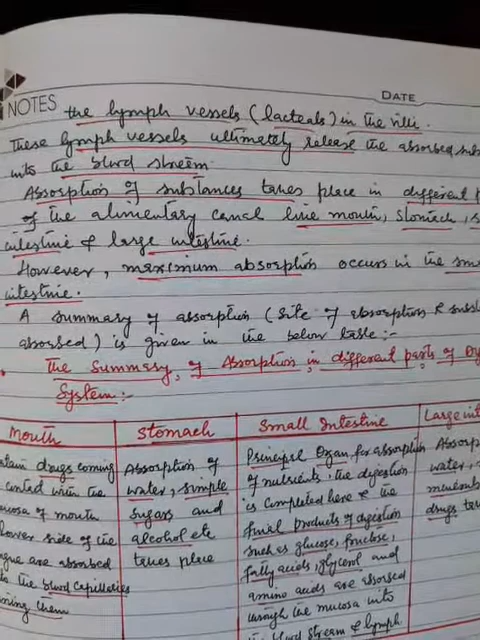 NOTES
DATE
the lymph vessels (lacteals) in the villi.
These lymph vessels ultimately release the absorbed
into the blood stream.
Absorption of substances takes place in different
of the alimentary canal like mouth, stomach,
intestine & large intestine.
However, maximum absorption occurs in the
intestine.
A summary of absorption (site of absorption &
absorbed) is given in the below table:-
The Summary of Absorption in different parts of
System:-
Mouth
coming
the
mucosa of mouth
lower side of the
are absorbed
the blood capillaries
them
Stomach
Absorption of
water, simple
sugars and
alcohol etc
takes place
Small Intestine
Principal Organ for absorption
of nutrients. the digestion
is completed here & the
final products of digestion
such as glucose, fructose,
fatty acids, glycerol and
amino acids are absorbed
through the mucosa into
blood stream & lymph
Large
water,
drugs